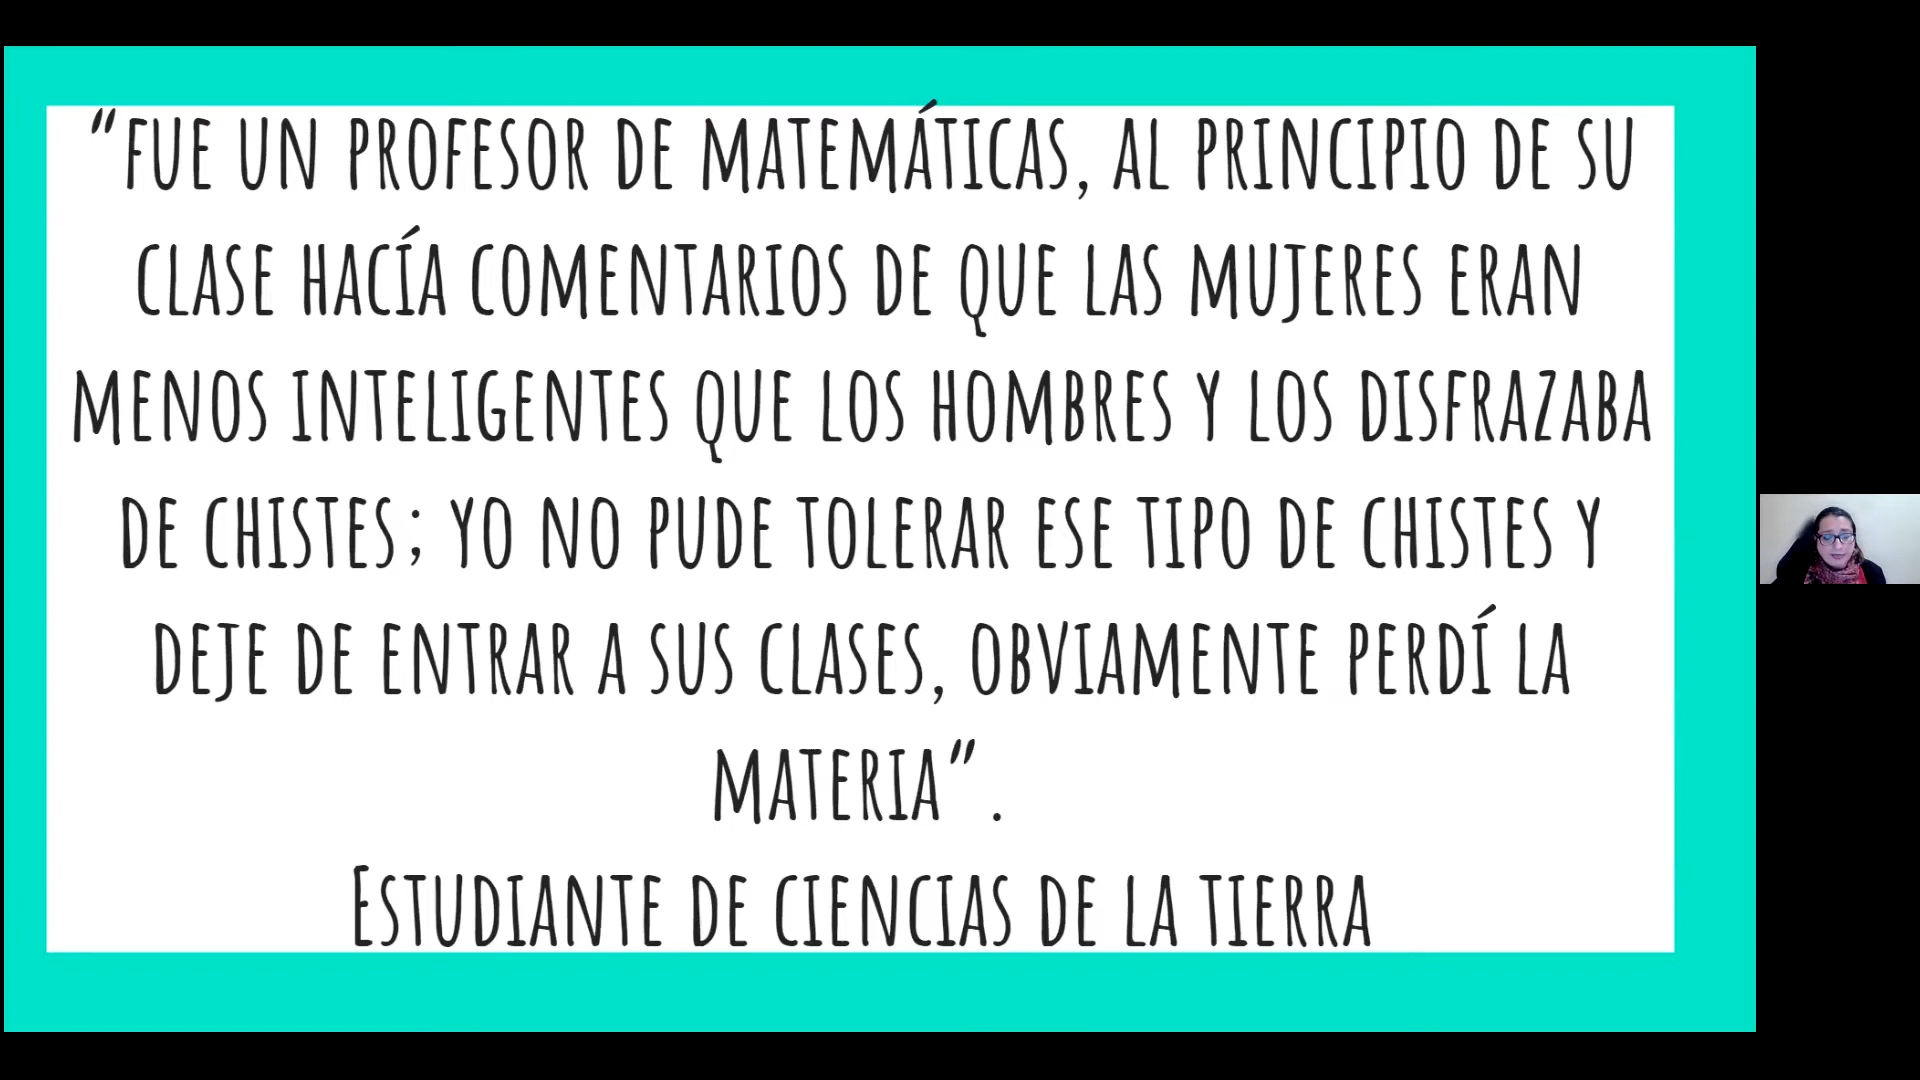 “FUE UN PROFESOR DE MATEMÁTICAS, AL PRINCIPIO DE SU
CLASE HACÍA COMENTARIOS DE QUE LAS MUJERES ERAN
MENOS INTELIGENTES QUE LOS HOMBRES Y LOS DISFRAZABA
DE CHISTES; YO NO PUDE TOLERAR ESE TIPO DE CHISTES Y
DEJE DE ENTRAR A SUS CLASES, OBVIAMENTE PERDÍ LA
MATERIA”.
ESTUDIANTE DE CIENCIAS DE LA TIERRA